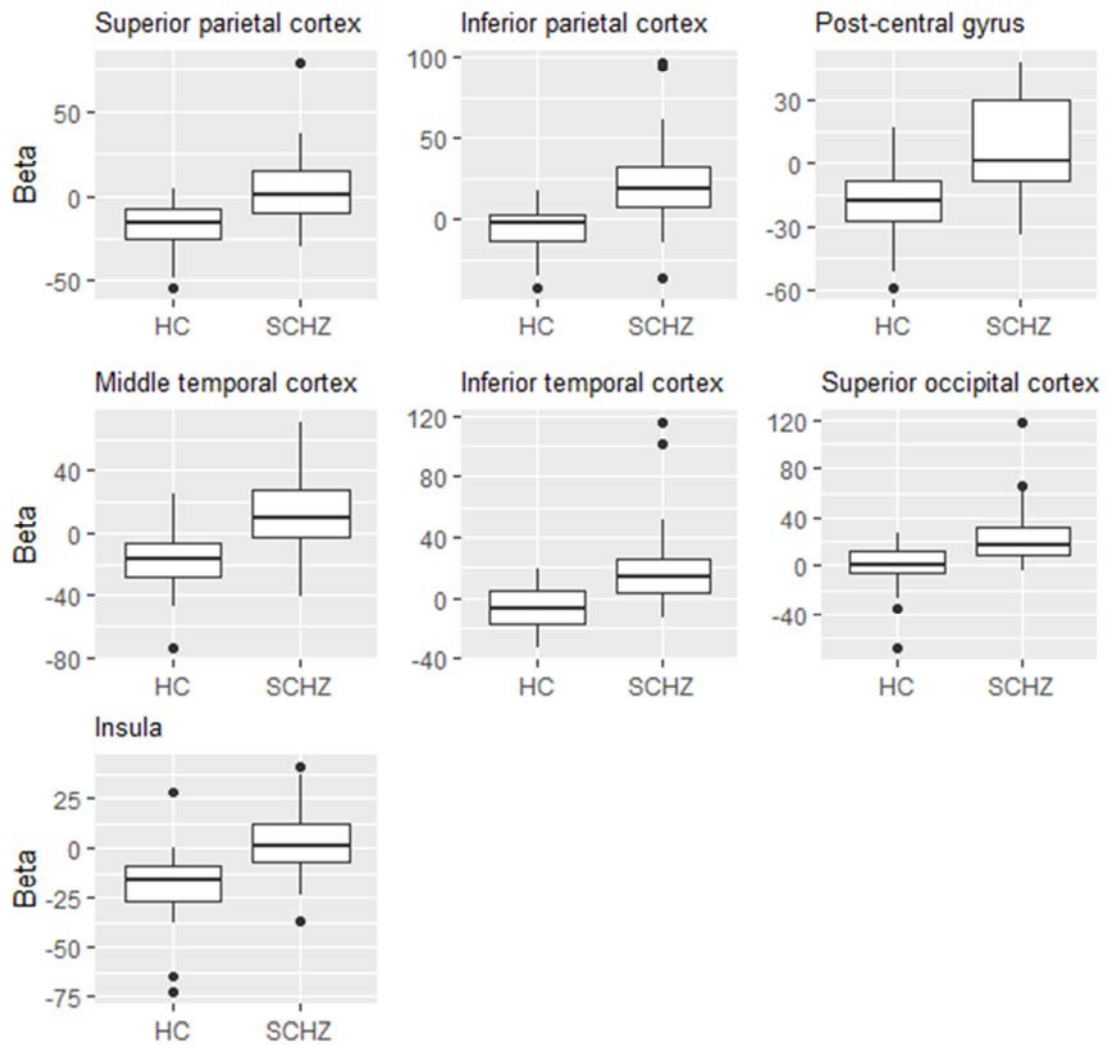 Superior parietal cortex
Inferior parietal cortex
Post-central gyrus
Beta
50
0
-50
HC SCHZ
100
50
0
HC SCHZ
30
0
-30
-60
HC SCHZ
Middle temporal cortex
Inferior temporal cortex
Superior occipital cortex
Beta
40
0
-40
-80
HC SCHZ
120
80
40
0
-40
HC SCHZ
120
80
40
0
-40
HC SCHZ
Insula
Beta
25
0
-25
-50
-75
HC SCHZ